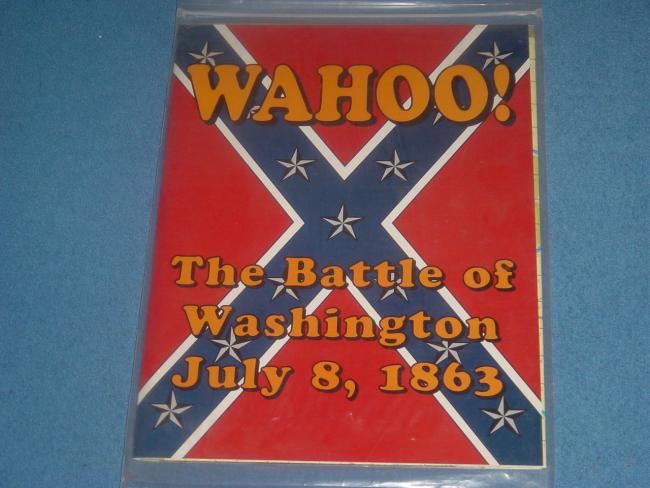 WAHOO!
The Battle of
Washington
July 8, 1863